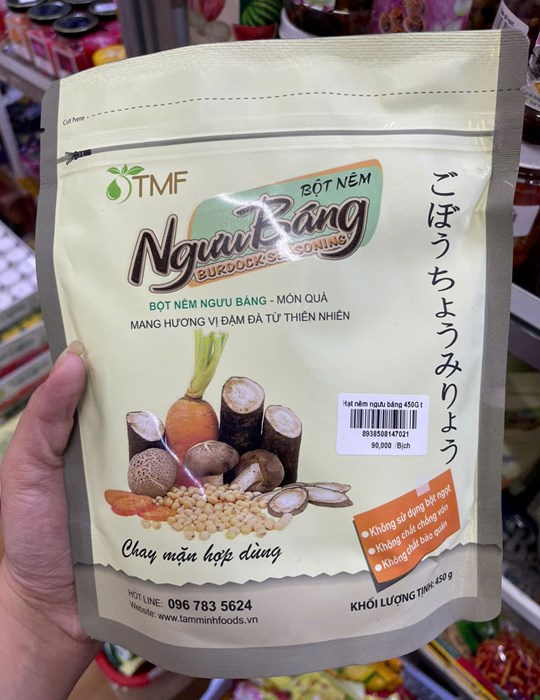 Cut here
TMF
BỘT NÊM
Ngưu Báng
BURDOCK SEASONING
BỘT NÊM NGƯU BÁNG - MÓN QUÀ
MANG HƯƠNG VỊ ĐẬM ĐÀ TỪ THIÊN NHIÊN
ごぼうちょうみりょう
Hạt nêm ngưu báng 450G t
8938508147021
90,000 /Bịch
Không sử dụng bột ngọt
Không chất chống vón
Không chất bảo quản
Chay mặn hợp dùng
HOT LINE: 096 783 5624
Website: www.tamminhfoods.vn
KHỐI LƯỢNG TỊNH: 450 g